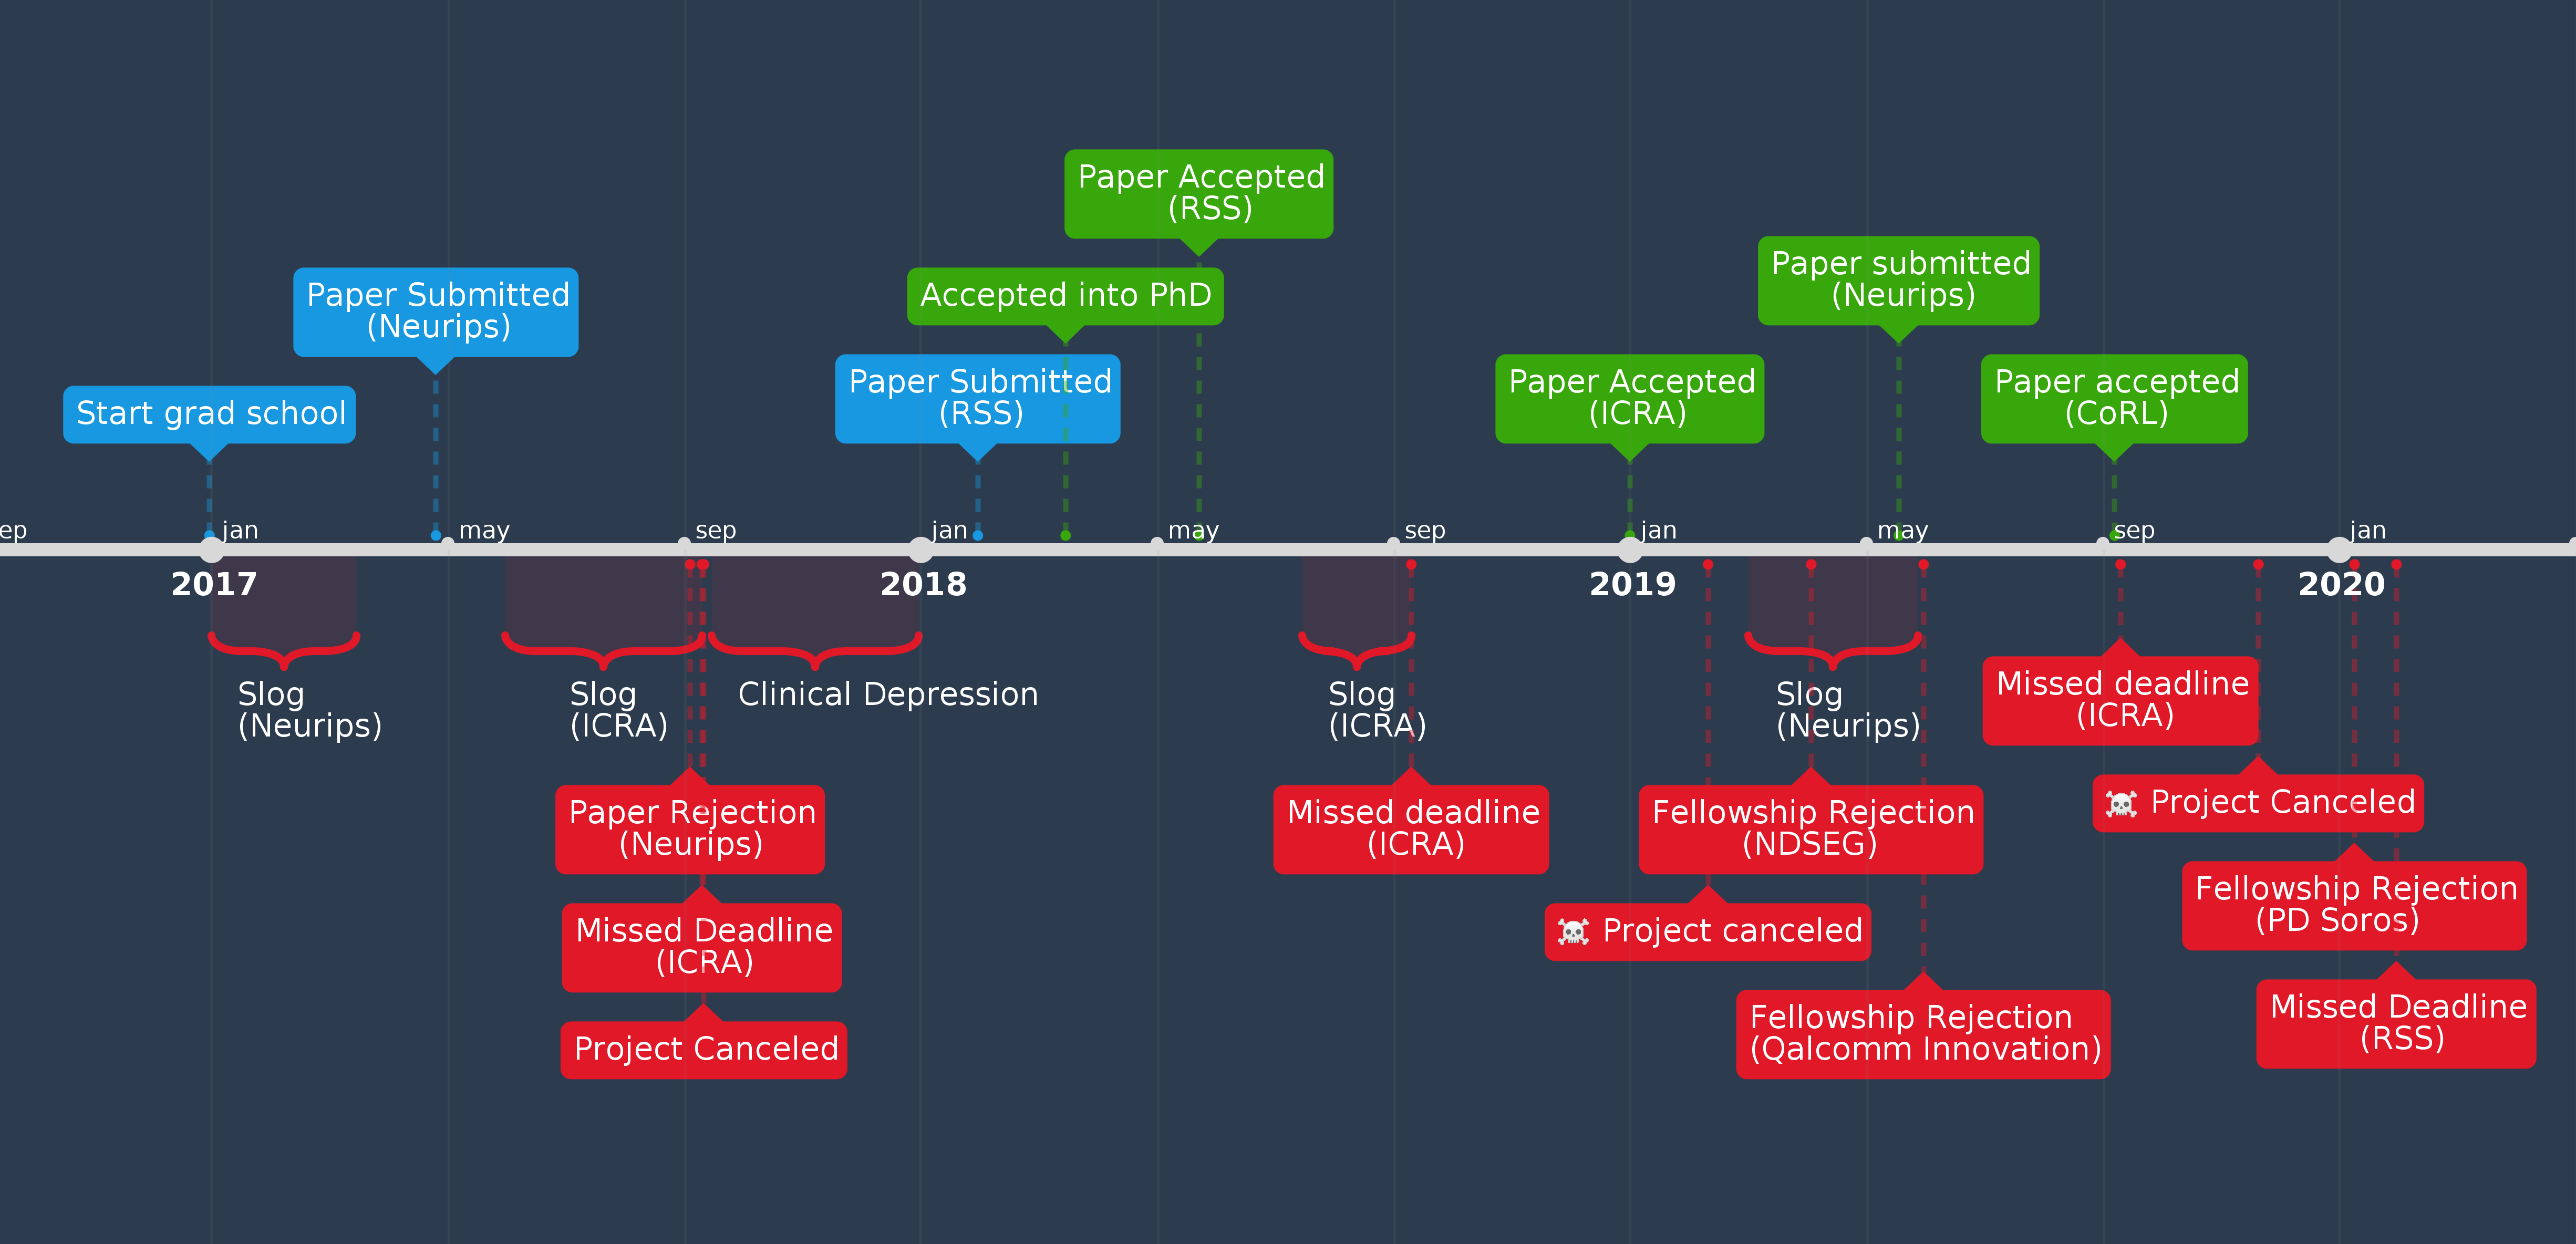 Paper Accepted
(RSS)
Paper Submitted
(Neurips)
Accepted into PhD
Paper submitted
(Neurips)
Start grad school
Paper Submitted
(RSS)
Paper Accepted
(ICRA)
Paper accepted
(CoRL)
ep
jan
may
sep
jan
may
sep
jan
may
sep
jan
2017
2018
2019
2020
Slog
(Neurips)
Slog
(ICRA)
Clinical Depression
Slog
(ICRA)
Slog
(Neurips)
Missed deadline
(ICRA)
Paper Rejection
(Neurips)
Missed deadline
(ICRA)
Fellowship Rejection
(NDSEG)
☠ Project Canceled
Missed Deadline
(ICRA)
☠ Project canceled
Fellowship Rejection
(PD Soros)
Project Canceled
Fellowship Rejection
(Qalcomm Innovation)
Missed Deadline
(RSS)